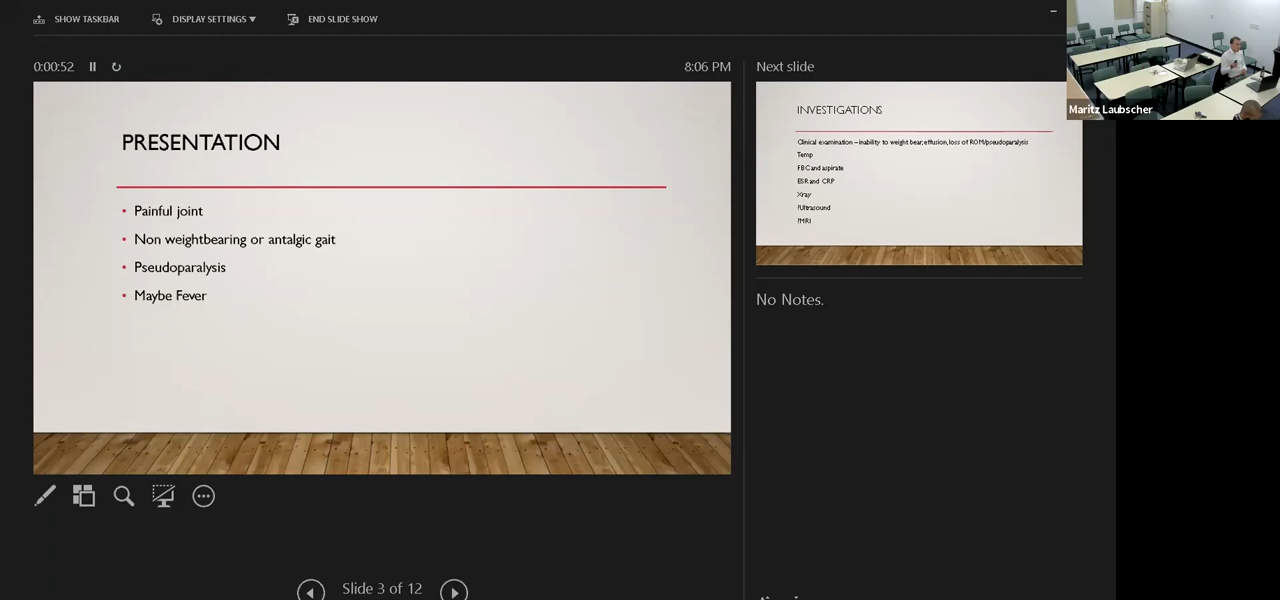 SHOW TASKBAR
DISPLAY SETTINGS
END SLIDE SHOW
0:00:52
8:06 PM
Next slide
PRESENTATION
• Painful joint
• Non weightbearing or antalgic gait
• Pseudoparalysis
• Maybe Fever
INVESTIGATIONS
Clinical examination – inability to weight bear; effusion, loss of ROM/pseudoparalysis
Temp
FBC and aspirate
ESR and CRP
Xray
?Ultrasound
?MRI
Maritz Laubscher
No Notes.
Slide 3 of 12